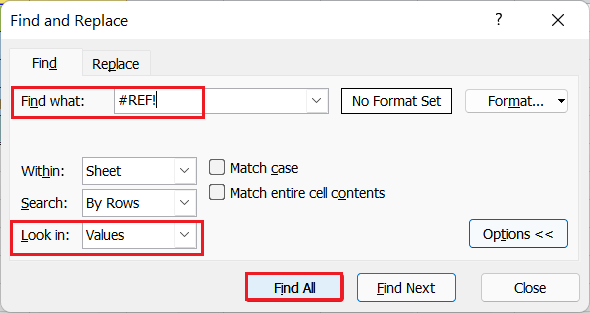 Find and Replace ?
Find Replace
Find what: #REF! No Format Set Format...
Within: Sheet Match case
Match entire cell contents
Search: By Rows
Look in: Values Options <<
Find All Find Next Close